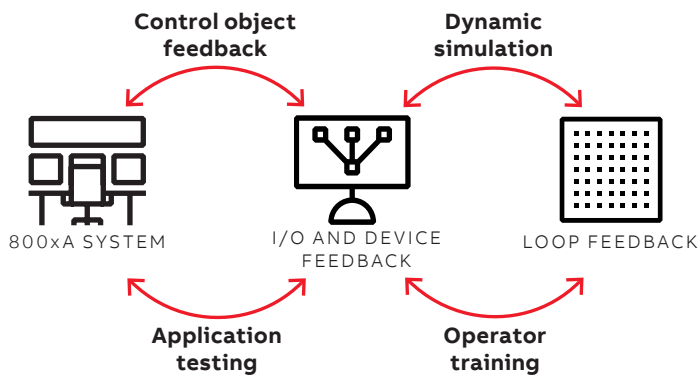 Control object
feedback
Dynamic
simulation
800xA SYSTEM
I/O AND DEVICE
FEEDBACK
LOOP FEEDBACK
Application
testing
Operator
training